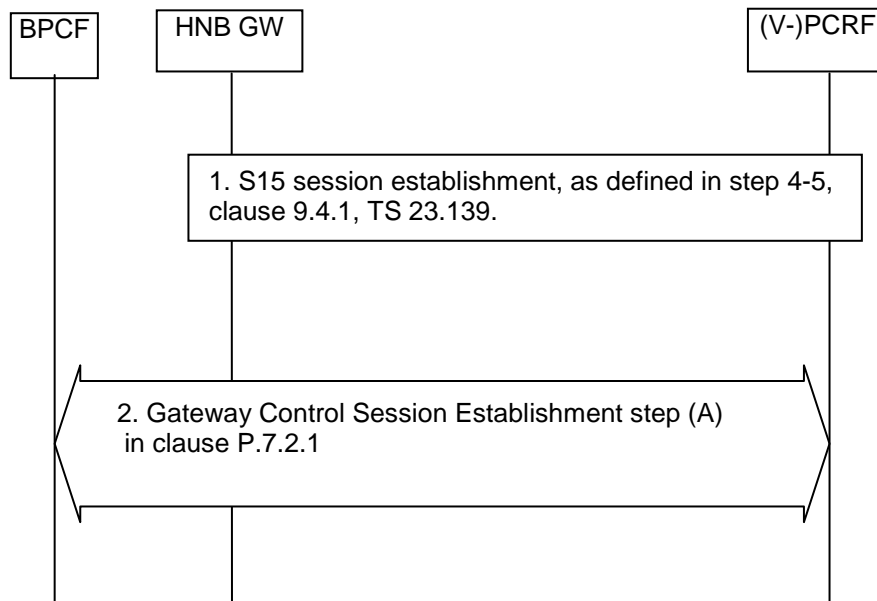 BPCF
HNB GW
(V-)PCRF
1. S15 session establishment, as defined in step 4-5,
clause 9.4.1, TS 23.139.
2. Gateway Control Session Establishment step (A)
in clause P.7.2.1